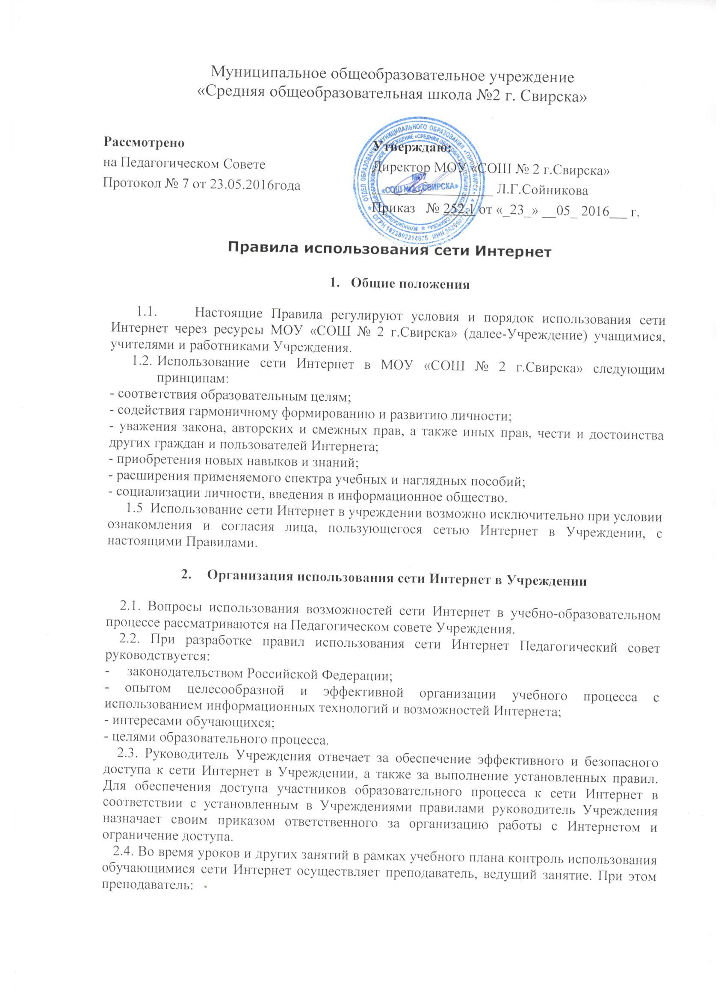 Муниципальное общеобразовательное учреждение
«Средняя общеобразовательная школа №2 г. Свирска»
Рассмотрено
на Педагогическом Совете
Протокол № 7 от 23.05.2016года
Утверждаю:
Директор МОУ «СОШ № 2 г.Свирска»
Л.Г.Сойникова
Приказ № 252.1 от «_23_» __05_ 2016___ г.
ОТДЕЛ ОБРАЗОВАНИЯ МУНИЦИПАЛЬНОГО ОБРАЗОВАНИЯ «ГОРОД СВИРСК»
ОГРН 1023802214675 ИНН
МОУ
«СОШ №2 г.СВИРСКА»
Правила использования сети Интернет
1. Общие положения
1.1. Настоящие Правила регулируют условия и порядок использования сети
Интернет через ресурсы МОУ «СОШ № 2 г.Свирска» (далее-Учреждение) учащимися,
учителями и работниками Учреждения.
1.2. Использование сети Интернет в МОУ «СОШ № 2 г.Свирска» следующим
принципам:
- соответствия образовательным целям;
- содействия гармоничному формированию и развитию личности;
- уважения закона, авторских и смежных прав, а также иных прав, чести и достоинства
других граждан и пользователей Интернета;
- приобретения новых навыков и знаний;
- расширения применяемого спектра учебных и наглядных пособий;
- социализации личности, введения в информационное общество.
1.5 Использование сети Интернет в учреждении возможно исключительно при условии
ознакомления и согласия лица, пользующегося сетью Интернет в Учреждении, с
настоящими Правилами.
2. Организация использования сети Интернет в Учреждении
2.1. Вопросы использования возможностей сети Интернет в учебно-образовательном
процессе рассматриваются на Педагогическом совете Учреждения.
2.2. При разработке правил использования сети Интернет Педагогический совет
руководствуется:
- законодательством Российской Федерации;
- опытом целесообразной и эффективной организации учебного процесса с
использованием информационных технологий и возможностей Интернета;
- интересами обучающихся;
- целями образовательного процесса.
2.3. Руководитель Учреждения отвечает за обеспечение эффективного и безопасного
доступа к сети Интернет в Учреждении, а также за выполнение установленных правил.
Для обеспечения доступа участников образовательного процесса к сети Интернет в
соответствии с установленным в Учреждениями правилами руководитель Учреждения
назначает своим приказом ответственного за организацию работы с Интернетом и
ограничение доступа.
2.4. Во время уроков и других занятий в рамках учебного плана контроль использования
обучающимися сети Интернет осуществляет преподаватель, ведущий занятие. При этом
преподаватель: